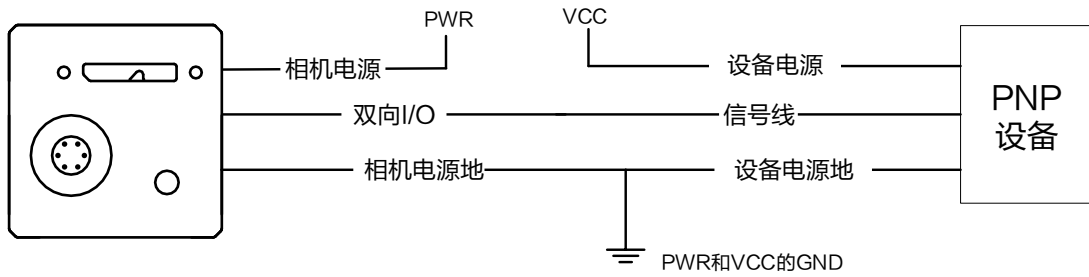 PWR
VCC
相机电源
设备电源
双向I/O
信号线
PNP
设备
相机电源地
设备电源地
PWR和VCC的GND